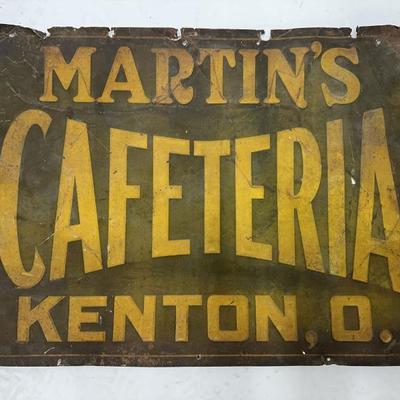 MARTIN'S
CAFETERIA
KENTON, O.